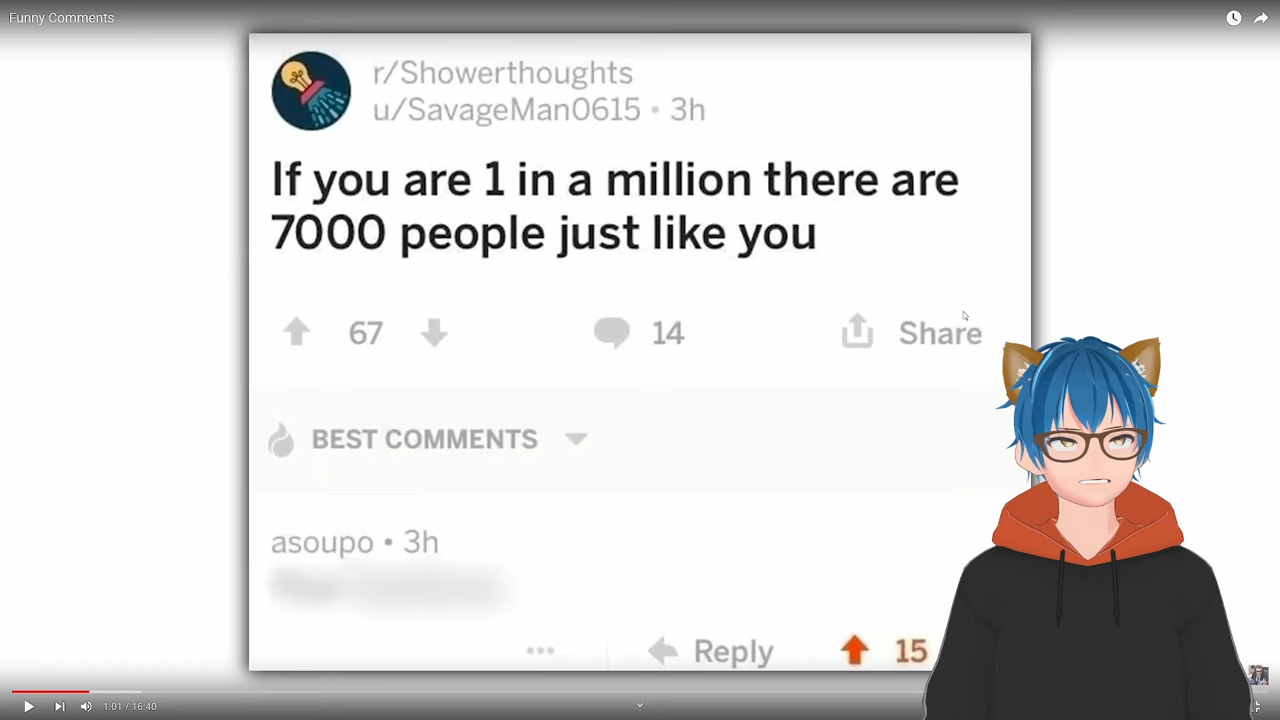 Funny Comments
r/Showerthoughts
u/SavageMan0615 • 3h
If you are 1 in a million there are
7000 people just like you
67
14
Share
BEST COMMENTS
asoupo • 3h
Reply
15
1:01 / 16:40